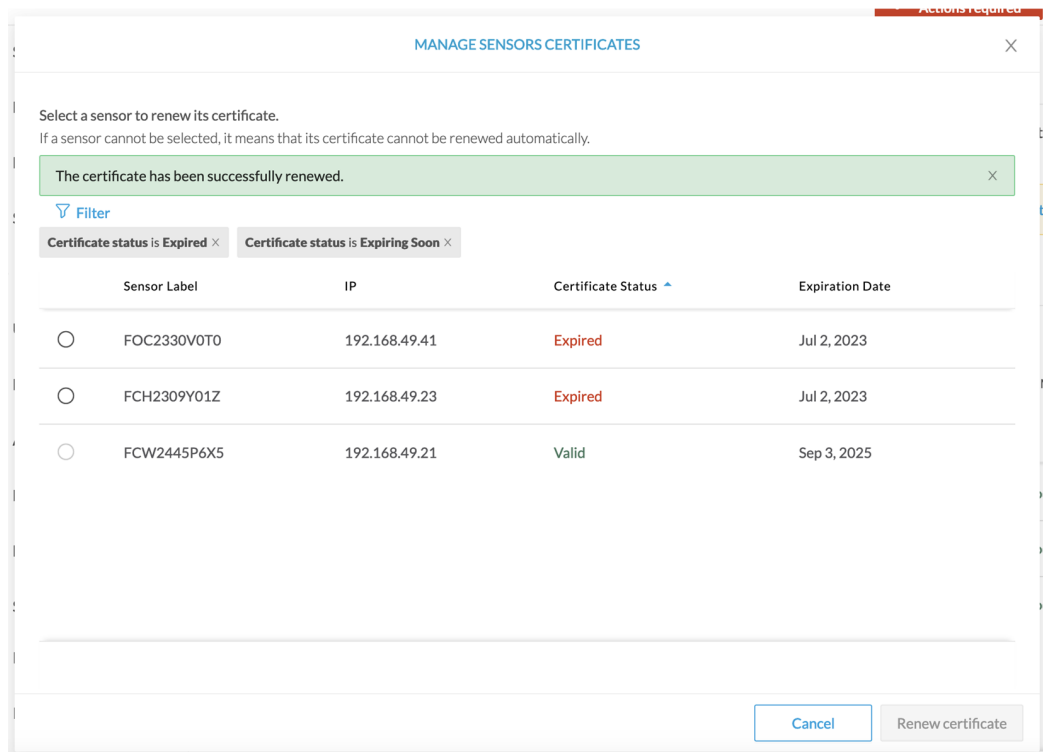 Actions required
MANAGE SENSORS CERTIFICATES
Select a sensor to renew its certificate.
If a sensor cannot be selected, it means that its certificate cannot be renewed automatically.
The certificate has been successfully renewed.
Filter
Certificate status is Expired × Certificate status is Expiring Soon ×
Sensor Label IP Certificate Status Expiration Date
FOC2330V0T0 192.168.49.41 Expired Jul 2, 2023
FCH2309Y01Z 192.168.49.23 Expired Jul 2, 2023
FCW2445P6X5 192.168.49.21 Valid Sep 3, 2025
Cancel Renew certificate